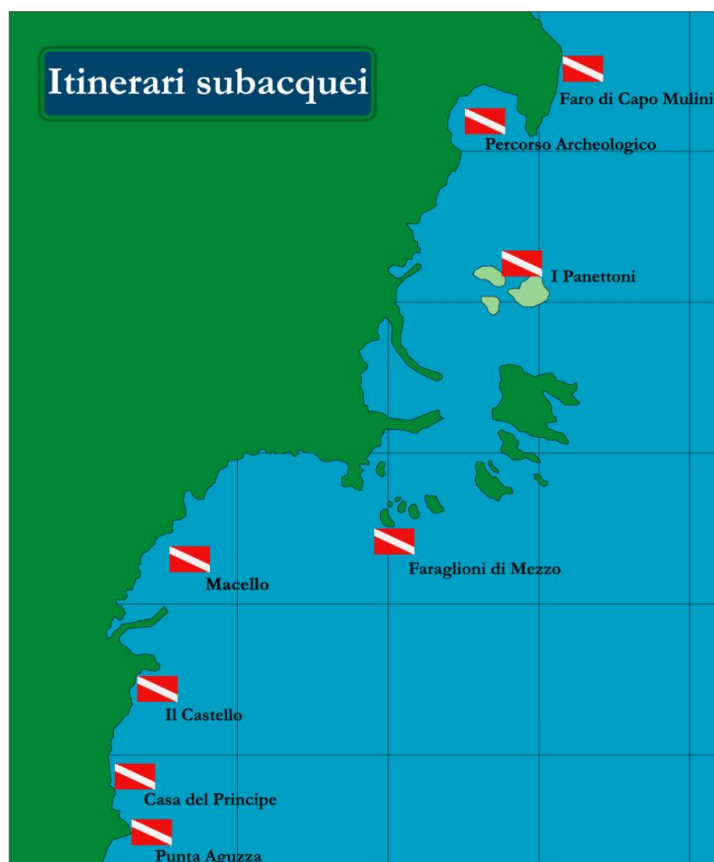 Itinerari subacquei
Faro di Capo Mulini
Percorso Archeologico
I Panettoni
Faraglioni di Mezzo
Macello
Il Castello
Casa del Principe
Punta Aguzza